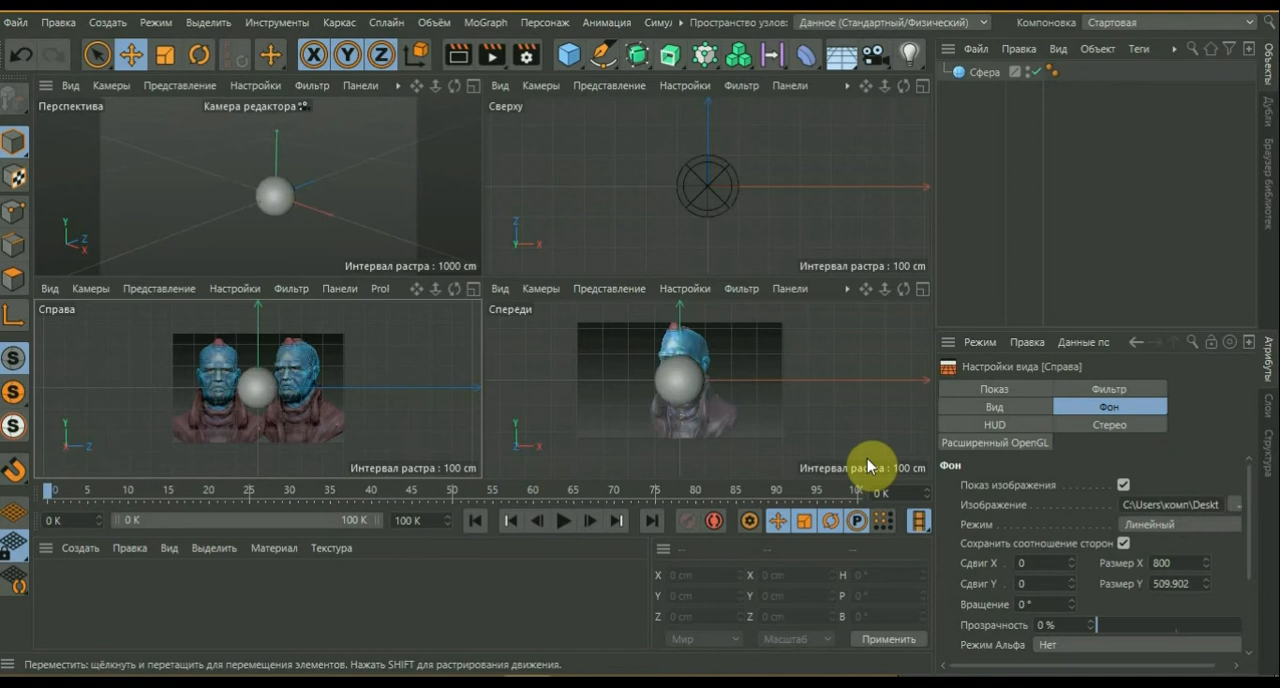 Файл Правка Создать Режим Выделить Инструменты Каркас Сплайн Объём MoGraph Персонаж Анимация Симу Пространство узлов: Данное (Стандартный/Физический) Компоновка Стартовая
X Y Z
Файл Правка Вид Объект Теги
Сфера
Объекты
Дубли
Браузер библиотек
Вид Камеры Представление Настройки Фильтр Панели
Перспектива
Камера редактора
Y
Z
X
Интервал растра : 1000 cm
Вид Камеры Представление Настройки Фильтр Панели
Сверху
Z
Y X
Интервал растра : 100 cm
Вид Камеры Представление Настройки Фильтр Панели Prol
Справа
Y
X Z
Интервал растра : 100 cm
Вид Камеры Представление Настройки Фильтр Панели
Спереди
Y
X
Интервал растра : 100 cm
S
S
S
Режим Правка Данные по
Настройки вида [Справа]
Показ Фильтр
Вид Фон
HUD Стерео
Расширенный OpenGL
Фон
Показ изображения
Изображение C:\Users\комп\Deskt
Режим Линейный
Сохранить соотношение сторон
Сдвиг X 0 Размер X 800
Сдвиг Y 0 Размер Y 509.902
Вращение 0 °
Прозрачность 0 %
Режим Альфа Нет
Атрибуты
Слои
Структура
0 5 10 15 20 25 30 35 40 45 50 55 60 65 70 75 80 85 90 95 0 K
0 K 0 K 100 K 100 K P
Создать Правка Вид Выделить Материал Текстура
-- -- --
X 0 cm X 0 cm H 0 °
Y 0 cm Y 0 cm P 0 °
Z 0 cm Z 0 cm B 0 °
Мир Масштаб Применить
Переместить: щёлкнуть и перетащить для перемещения элементов. Нажать SHIFT для растрирования движения.